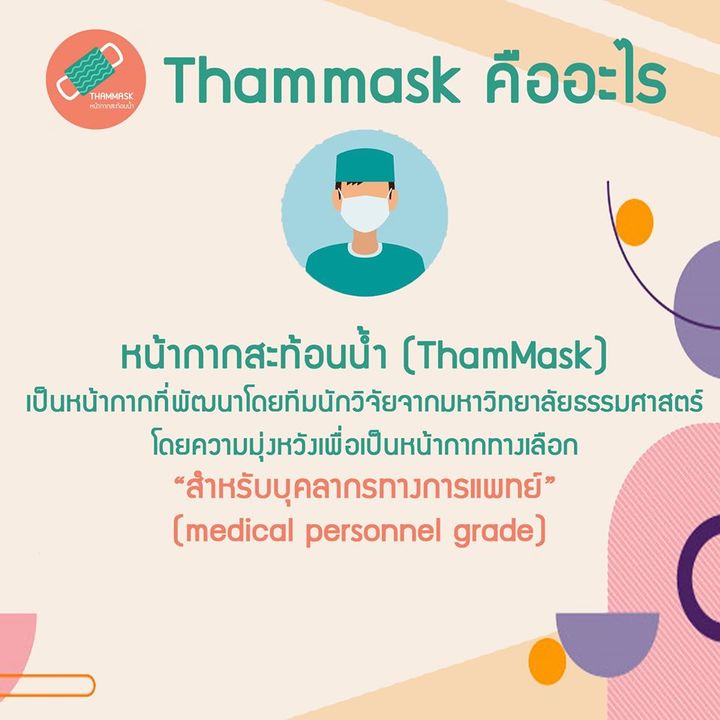 THAMMASK
หน้ากากสะท้อนน้ำ
Thammask คืออะไร
หน้ากากสะท้อนน้ำ (ThamMask)
เป็นหน้ากากที่พัฒนาโดยทีมนักวิจัยจากมหาวิทยาลัยธรรมศาสตร์
โดยความมุ่งหวังเพื่อเป็นหน้ากากทางเลือก
“สำหรับบุคลากรทางการแพทย์”
(medical personnel grade)